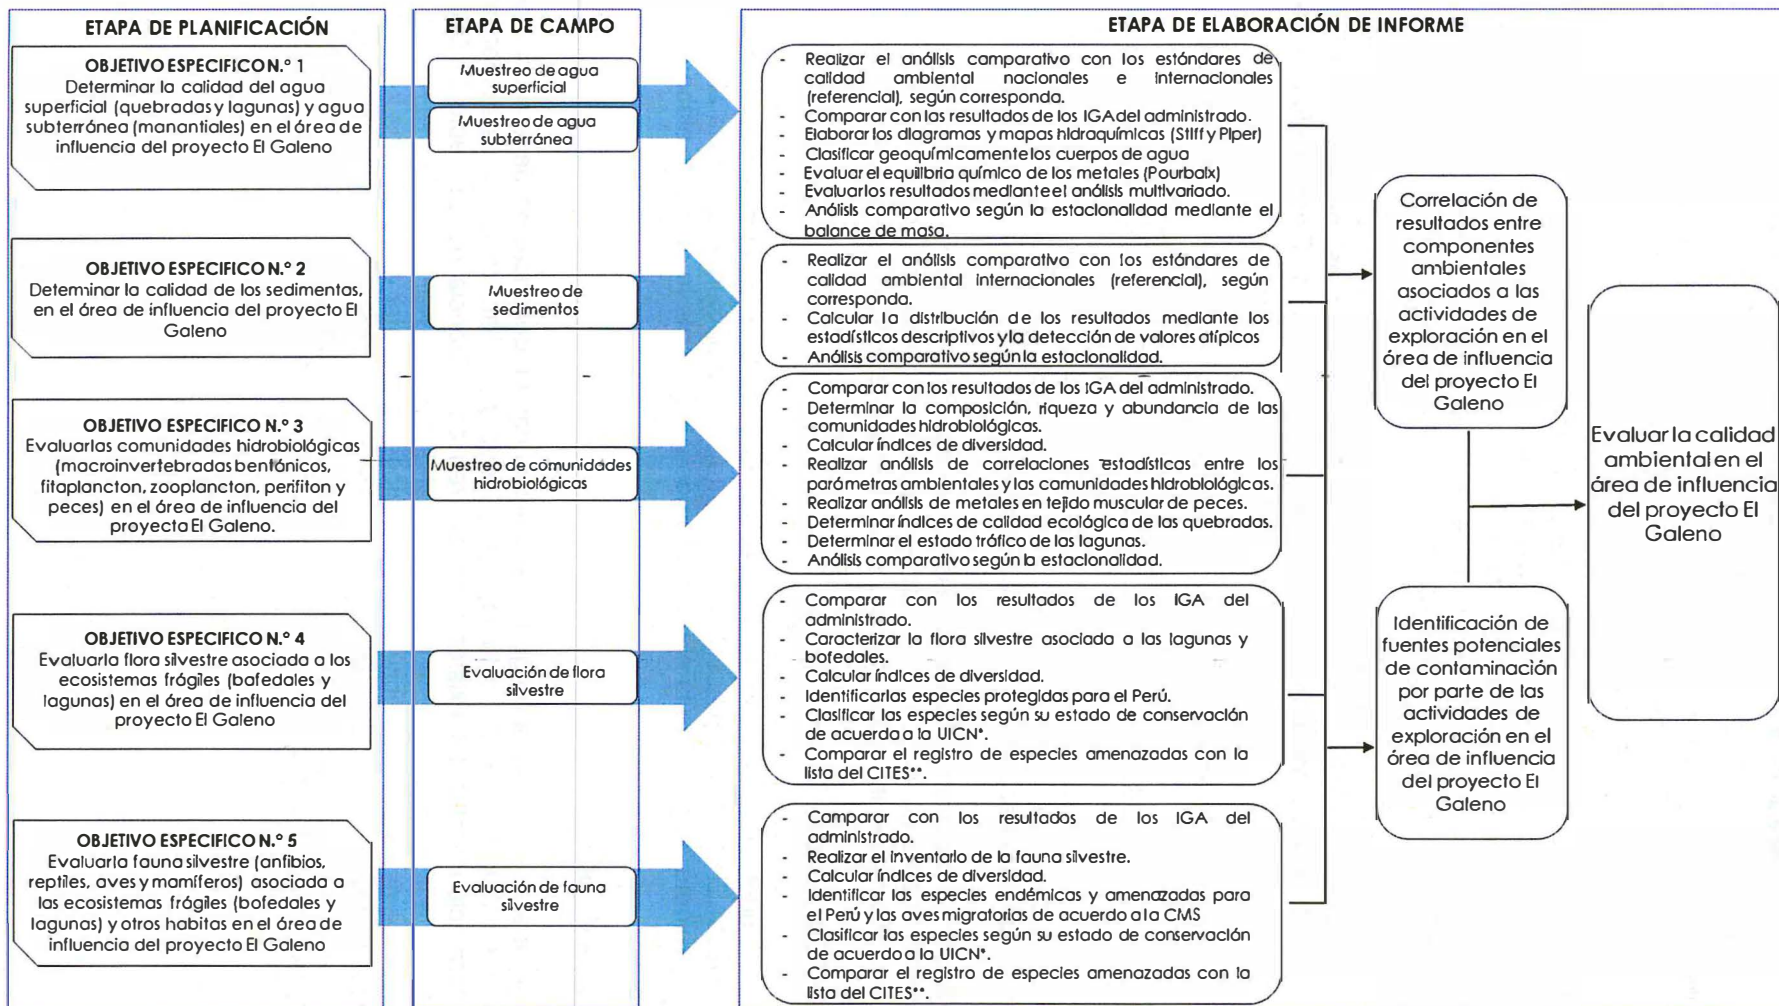 ETAPA DE PLANIFICACIÓN
OBJETIVO ESPECIFICO N.° 1
Determinar la calidad del agua
superficial (quebradas y lagunas) y agua
subterránea (manantiales) en el área de
influencia del proyecto El Galeno
OBJETIVO ESPECIFICO N.° 2
Determinar la calidad de los sedimentas,
en el área de influencia del proyecto El
Galeno
OBJETIVO ESPECIFICO N.° 3
Evaluar las comunidades hidrobiológicas
(macroinvertebradas bentónicos,
fitaplancton, zooplancton, perifiton y
peces) en el área de influencia del
proyecta El Galeno.
OBJETIVO ESPECIFICO N.° 4
Evaluar la flora silvestre asociada a los
ecosistemas frágiles (bafedales y
lagunas) en el área de influencia del
proyecto El Galeno
OBJETIVO ESPECIFICO N.° 5
Evaluar la fauna silvestre (anfibios,
reptiles, aves y mamíferos) asociada a
las ecosistemas frágiles (bofedales y
lagunas) y otros habitas en el área de
influencia del proyecto El Galeno
ETAPA DE CAMPO
Muestreo de agua
superficial
Muestreo de agua
subterránea
Muestreo de
sedimentos
Muestreo de comunidades
hidrobiológicas
Evaluación de flora
silvestre
Evaluación de fauna
silvestre
ETAPA DE ELABORACIÓN DE INFORME
- Realizar el análisis camparativo con los estándares de
calidad ambiental nacionales e internacionales
(referencial), según corresponda.
- Comparar con las resultados de los IGA del administrado.
- Elaborar los diagramas y mapas hidraquímicas (Stiff y Piper)
- Clasificar geoquímicamente los cuerpos de agua
- Evaluar el equilibria químico de los metales (Pourbaix)
- Evaluar los resultados mediante el análisis multivariado.
- Análisis comparativo según la estacionalidad mediante el
balance de masa.
- Realizar el análisis comparativo con los estándares de
calidad ambiental internacionales (referencial), según
corresponda.
- Calcular la distribución de los resultados mediante los
estadísticos descriptivos y la detección de valores atípicos
- Análisis comparativo según la estacionalidad.
- Comparar con los resultados de los IGA del administrado.
- Determinar la composición, riqueza y abundancia de las
comunidades hidrobiológicas.
- Calcular índices de diversidad.
- Realizar análisis de correlaciones estadísticas entre los
parámetras ambientales y las camunidades hidrobiológicas.
- Realizar análisis de metales en tejido muscular de peces.
- Determinar índices de calidad ecológica de las quebradas.
- Determinar el estado tráfico de las lagunas.
- Análisis comparativo según la estacionalidad.
- Comparar con los resultados de los IGA del
administrado.
- Caracterizar la flora silvestre asociada a las lagunas y
bofedales.
- Calcular índices de diversidad.
- Identificar las especies protegidas para el Perú.
- Clasificar las especies según su estado de conservación
de acuerdo a la UICN*.
- Comparar el registro de especies amenazadas con la
lista del CITES**.
- Camparar con los resultados de los IGA del
administrado.
- Realizar el inventario de la fauna silvestre.
- Calcular índices de diversidad.
- Identificar las especies endémicas y amenazadas para
el Perú y las aves migratorias de acuerdo a la CMS
- Clasificar las especies según su estado de conservación
de acuerdo a la UICN*.
- Comparar el registro de especies amenazadas con la
lista del CITES**.
Correlación de
resultados entre
componentes
ambientales
asociados a las
actividades de
exploración en el
área de influencia
del proyecto El
Galeno
Identificación de
fuentes potenciales
de contaminación
por parte de las
actividades de
exploración en el
área de influencia
del proyecto El
Galeno
Evaluar la calidad
ambiental en el
área de influencia
del proyecto El
Galeno